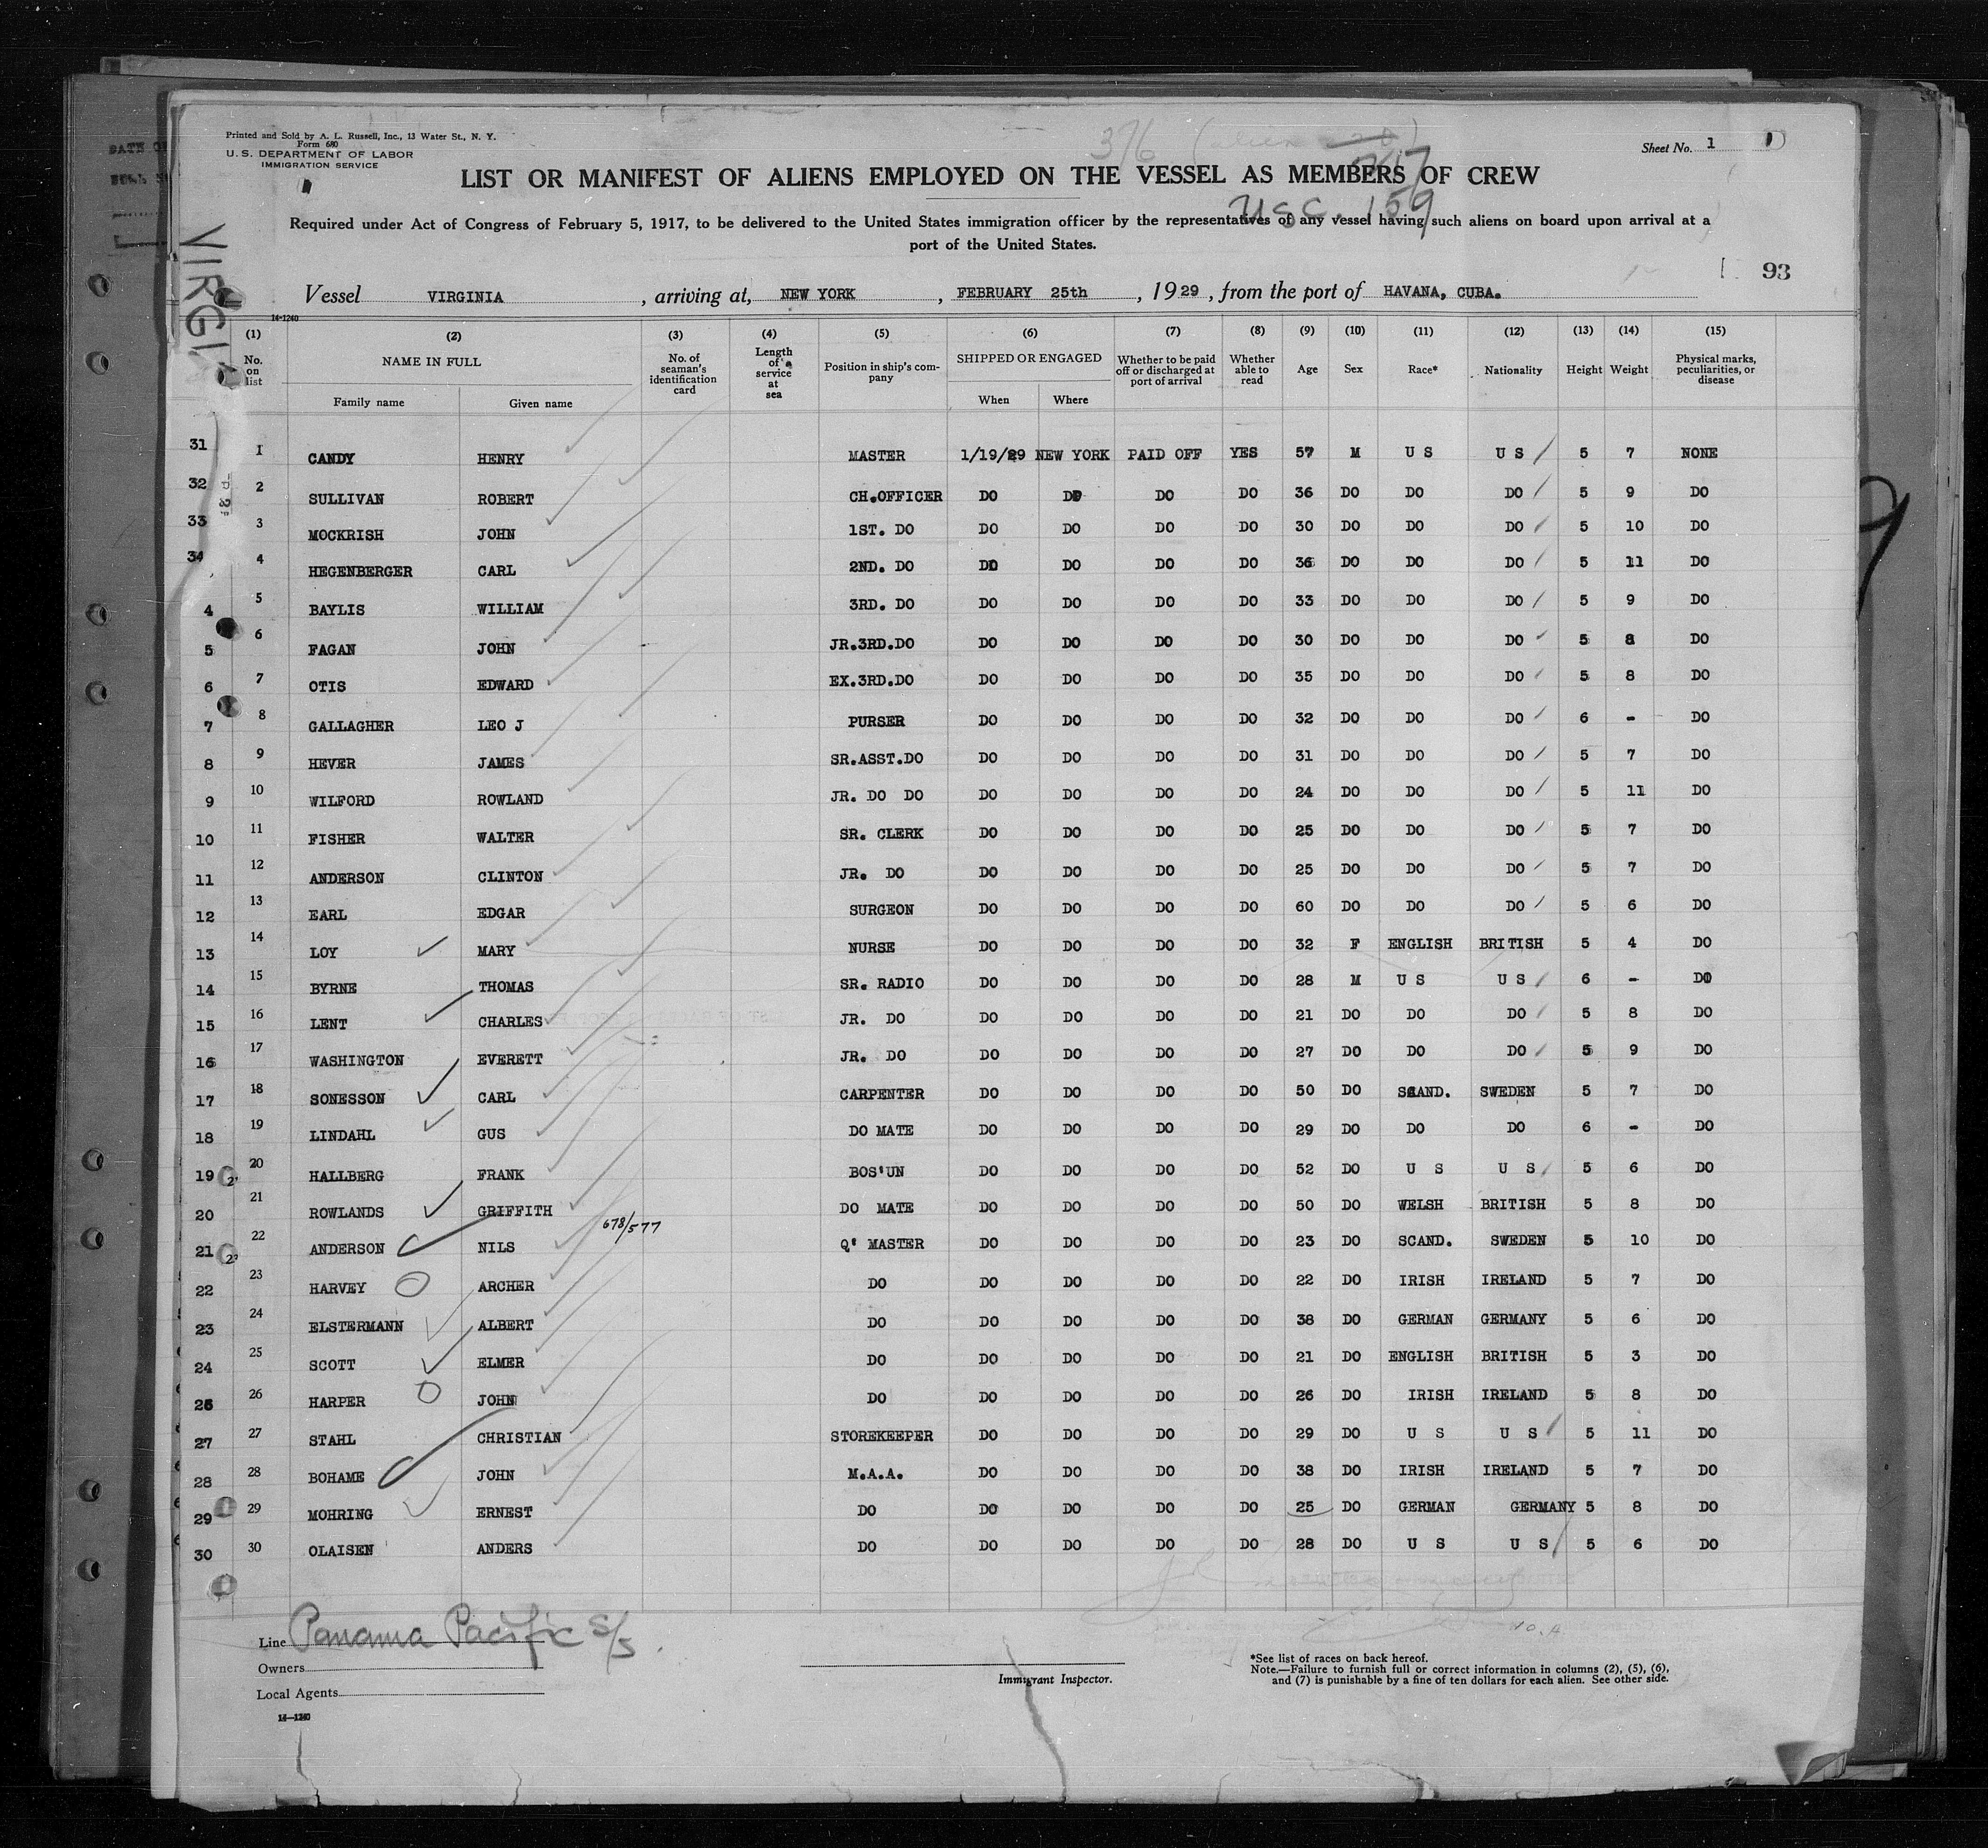 Printed and Sold by A. L. Russell, Inc., 13 Water St., N. Y.
Form 680
U. S. DEPARTMENT OF LABOR
IMMIGRATION SERVICE
376
Sheet No. 1
LIST OR MANIFEST OF ALIENS EMPLOYED ON THE VESSEL AS MEMBERS OF CREW
USC. 159
Required under Act of Congress of February 5, 1917, to be delivered to the United States immigration officer by the representatives of any vessel having such aliens on board upon arrival at a
port of the United States.
93
Vessel VIRGINIA, arriving at, NEW YORK, FEBRUARY 25th, 1929, from the port of HAVANA, CUBA.
14-1240
(1) (2) (3) (4) (5) (6) (7) (8) (9) (10) (11) (12) (13) (14) (15)
No. on list NAME IN FULL No. of seaman's identification card Length of service at sea Position in ship's company SHIPPED OR ENGAGED Whether to be paid off or discharged at port of arrival Whether able to read Age Sex Race* Nationality Height Weight Physical marks, peculiarities, or disease
Family name Given name When Where
31 1 CANDY HENRY MASTER 1/19/29 NEW YORK PAID OFF YES 57 M U S U S 5 7 NONE
32 2 SULLIVAN ROBERT CH.OFFICER DO DO DO DO 36 DO DO DO 5 9 DO
33 3 MOCKRISH JOHN 1ST. DO DO DO DO DO 30 DO DO DO 5 10 DO
34 4 HEGENBERGER CARL 2ND. DO DO DO DO DO 36 DO DO DO 5 11 DO
4 5 BAYLIS WILLIAM 3RD. DO DO DO DO DO 33 DO DO DO 5 9 DO
5 6 FAGAN JOHN JR.3RD.DO DO DO DO DO 30 DO DO DO 5 8 DO
6 7 OTIS EDWARD EX.3RD.DO DO DO DO DO 35 DO DO DO 5 8 DO
7 8 GALLAGHER LEO J PURSER DO DO DO DO 32 DO DO DO 6 - DO
8 9 HEVER JAMES SR.ASST.DO DO DO DO DO 31 DO DO DO 5 7 DO
9 10 WILFORD ROWLAND JR. DO DO DO DO DO DO 24 DO DO DO 5 11 DO
10 11 FISHER WALTER SR. CLERK DO DO DO DO 25 DO DO DO 5 7 DO
11 12 ANDERSON CLINTON JR. DO DO DO DO DO 25 DO DO DO 5 7 DO
12 13 EARL EDGAR SURGEON DO DO DO DO 60 DO DO DO 5 6 DO
13 14 LOY MARY NURSE DO DO DO DO 32 F ENGLISH BRITISH 5 4 DO
14 15 BYRNE THOMAS SR. RADIO DO DO DO DO 28 M U S U S 6 - DO
15 16 LENT CHARLES JR. DO DO DO DO DO 21 DO DO DO 5 8 DO
16 17 WASHINGTON EVERETT JR. DO DO DO DO DO 27 DO DO DO 5 9 DO
17 18 SONESSON CARL CARPENTER DO DO DO DO 50 DO SCAND. SWEDEN 5 7 DO
18 19 LINDAHL GUS DO MATE DO DO DO DO 29 DO DO DO 6 - DO
19 20 HALLBERG FRANK BOS'UN DO DO DO DO 52 DO U S U S 5 6 DO
20 21 ROWLANDS GRIFFITH DO MATE DO DO DO DO 50 DO WELSH BRITISH 5 8 DO
21 22 ANDERSON NILS 678/577 Q' MASTER DO DO DO DO 23 DO SCAND. SWEDEN 5 10 DO
22 23 HARVEY ARCHER DO DO DO DO DO 22 DO IRISH IRELAND 5 7 DO
23 24 ELSTERMANN ALBERT DO DO DO DO DO 38 DO GERMAN GERMANY 5 6 DO
24 25 SCOTT ELMER DO DO DO DO DO 21 DO ENGLISH BRITISH 5 3 DO
26 26 HARPER JOHN DO DO DO DO DO 26 DO IRISH IRELAND 5 8 DO
27 27 STAHL CHRISTIAN STOREKEEPER DO DO DO DO 29 DO U S U S 5 11 DO
28 28 BOHAME JOHN M.A.A. DO DO DO DO 38 DO IRISH IRELAND 5 7 DO
29 29 MOHRING ERNEST DO DO DO DO DO 25 DO GERMAN GERMANY 5 8 DO
30 30 OLAISEN ANDERS DO DO DO DO DO 28 DO U S U S 5 6 DO
Line Panama Pacific S/S
Owners
Local Agents
14-1240
Immigrant Inspector.
*See list of races on back hereof.
Note.—Failure to furnish full or correct information in columns (2), (5), (6),
and (7) is punishable by a fine of ten dollars for each alien. See other side.